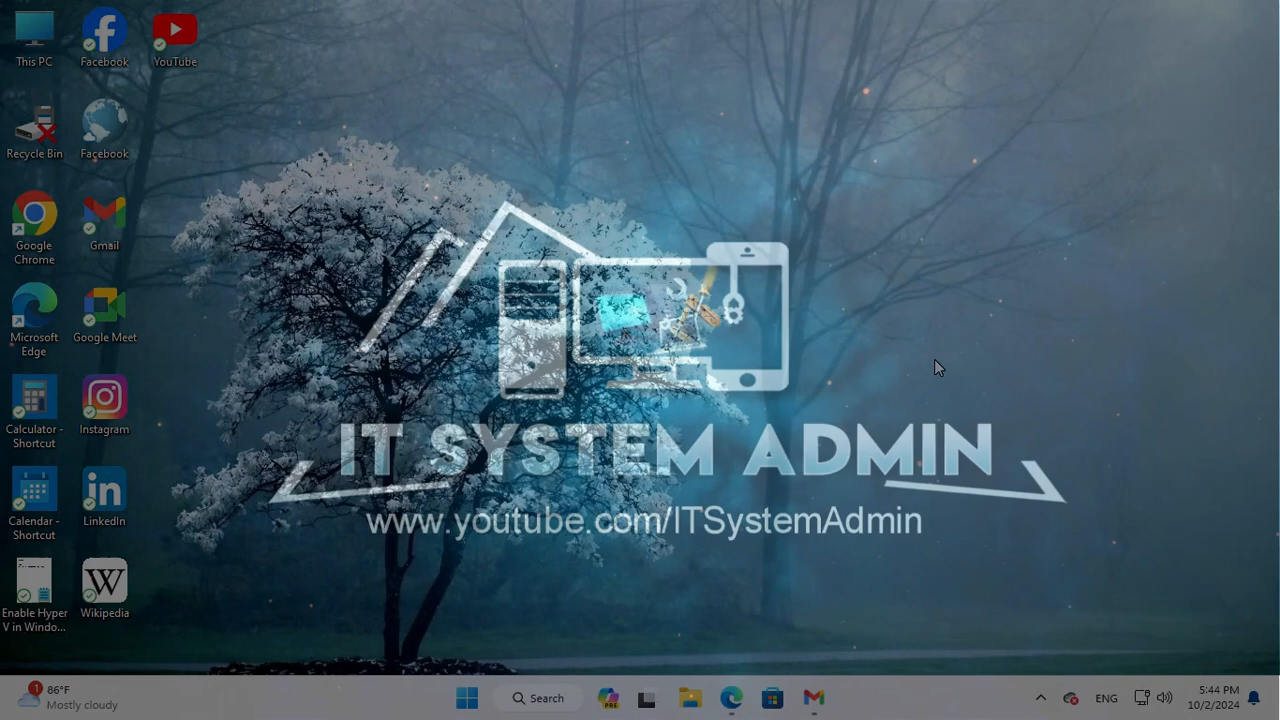 This PC
Facebook
YouTube
Recycle Bin
Facebook
Google
Chrome
Gmail
Microsoft
Edge
Google Meet
Calculator -
Shortcut
Instagram
Calendar -
Shortcut
LinkedIn
Enable Hyper
V in Windo...
Wikipedia
IT SYSTEM ADMIN
www.youtube.com/ITSystemAdmin
1
86°F
Mostly cloudy
Search
PRE
ENG
5:44 PM
10/2/2024